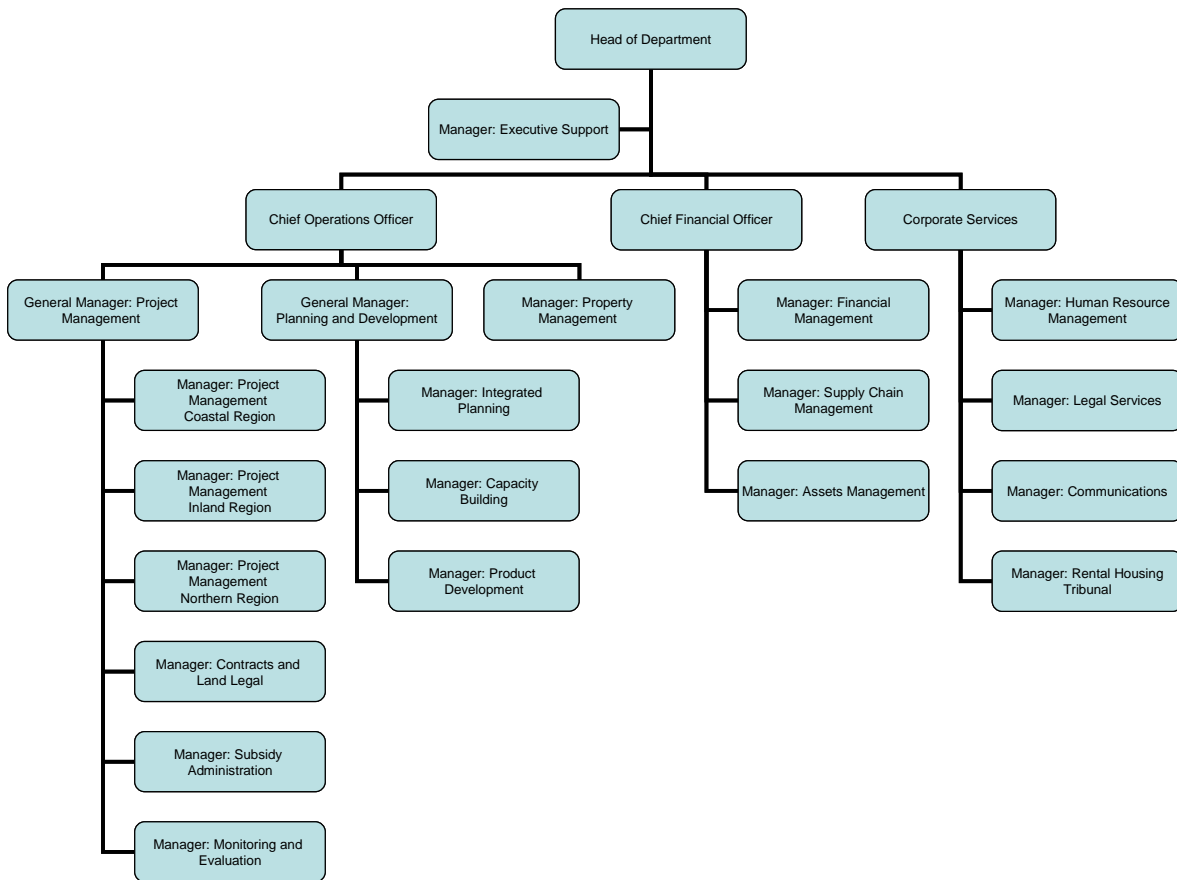 Head of Department
Manager: Executive Support
Chief Operations Officer
Chief Financial Officer
Corporate Services
General Manager: Project
Management
General Manager:
Planning and Development
Manager: Property
Management
Manager: Financial
Management
Manager: Human Resource
Management
Manager: Project
Management
Coastal Region
Manager: Integrated
Planning
Manager: Supply Chain
Management
Manager: Legal Services
Manager: Project
Management
Inland Region
Manager: Capacity
Building
Manager: Assets Management
Manager: Communications
Manager: Project
Management
Northern Region
Manager: Product
Development
Manager: Rental Housing
Tribunal
Manager: Contracts and
Land Legal
Manager: Subsidy
Administration
Manager: Monitoring and
Evaluation